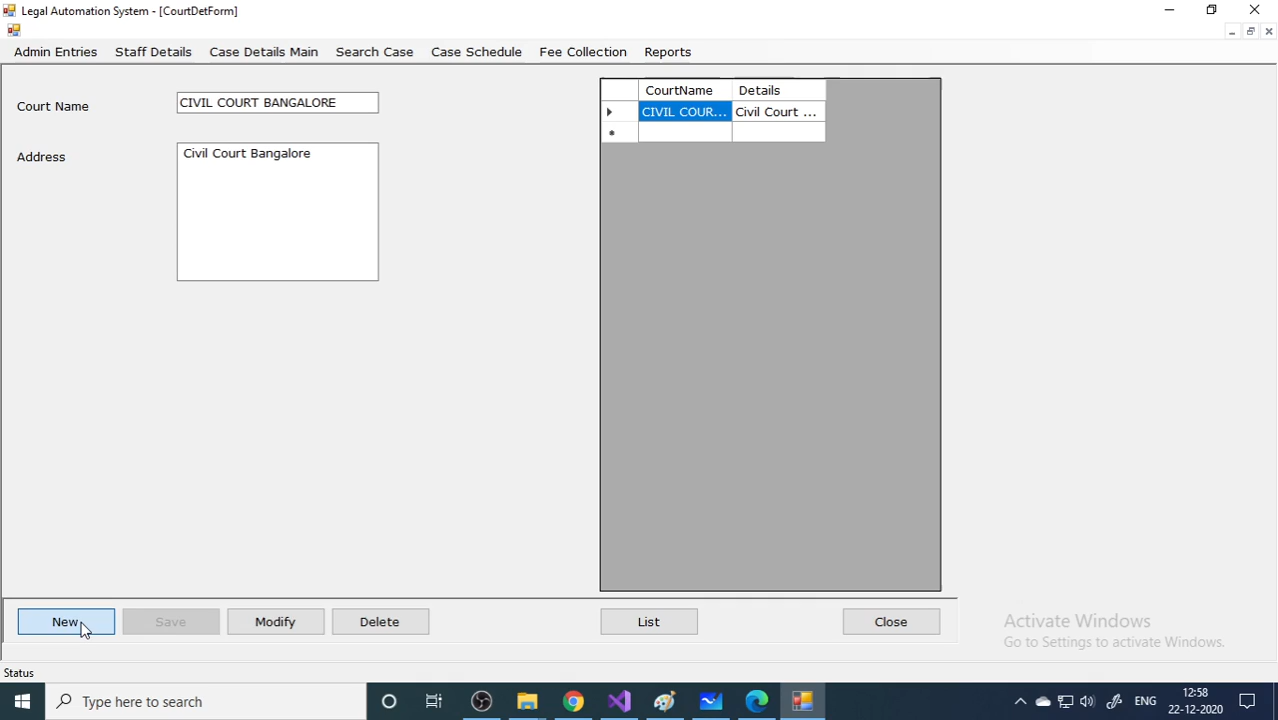 Legal Automation System - [CourtDetForm]
Admin Entries Staff Details Case Details Main Search Case Case Schedule Fee Collection Reports
Court Name CIVIL COURT BANGALORE
Address Civil Court Bangalore
CourtName Details
CIVIL COUR... Civil Court ...
New Save Modify Delete List Close
Activate Windows
Go to Settings to activate Windows.
Status
Type here to search
ENG
12:58
22-12-2020